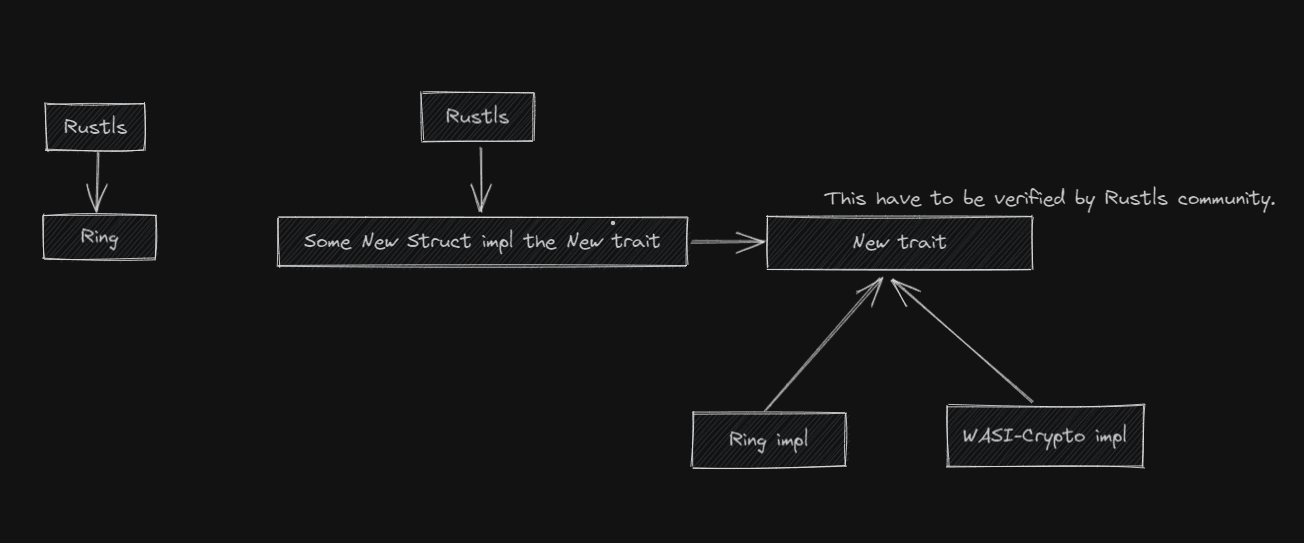 Rustls
Ring
Rustls
Some New Struct impl the New trait
This have to be verified by Rustls community.
New trait
Ring impl
WASI-Crypto impl